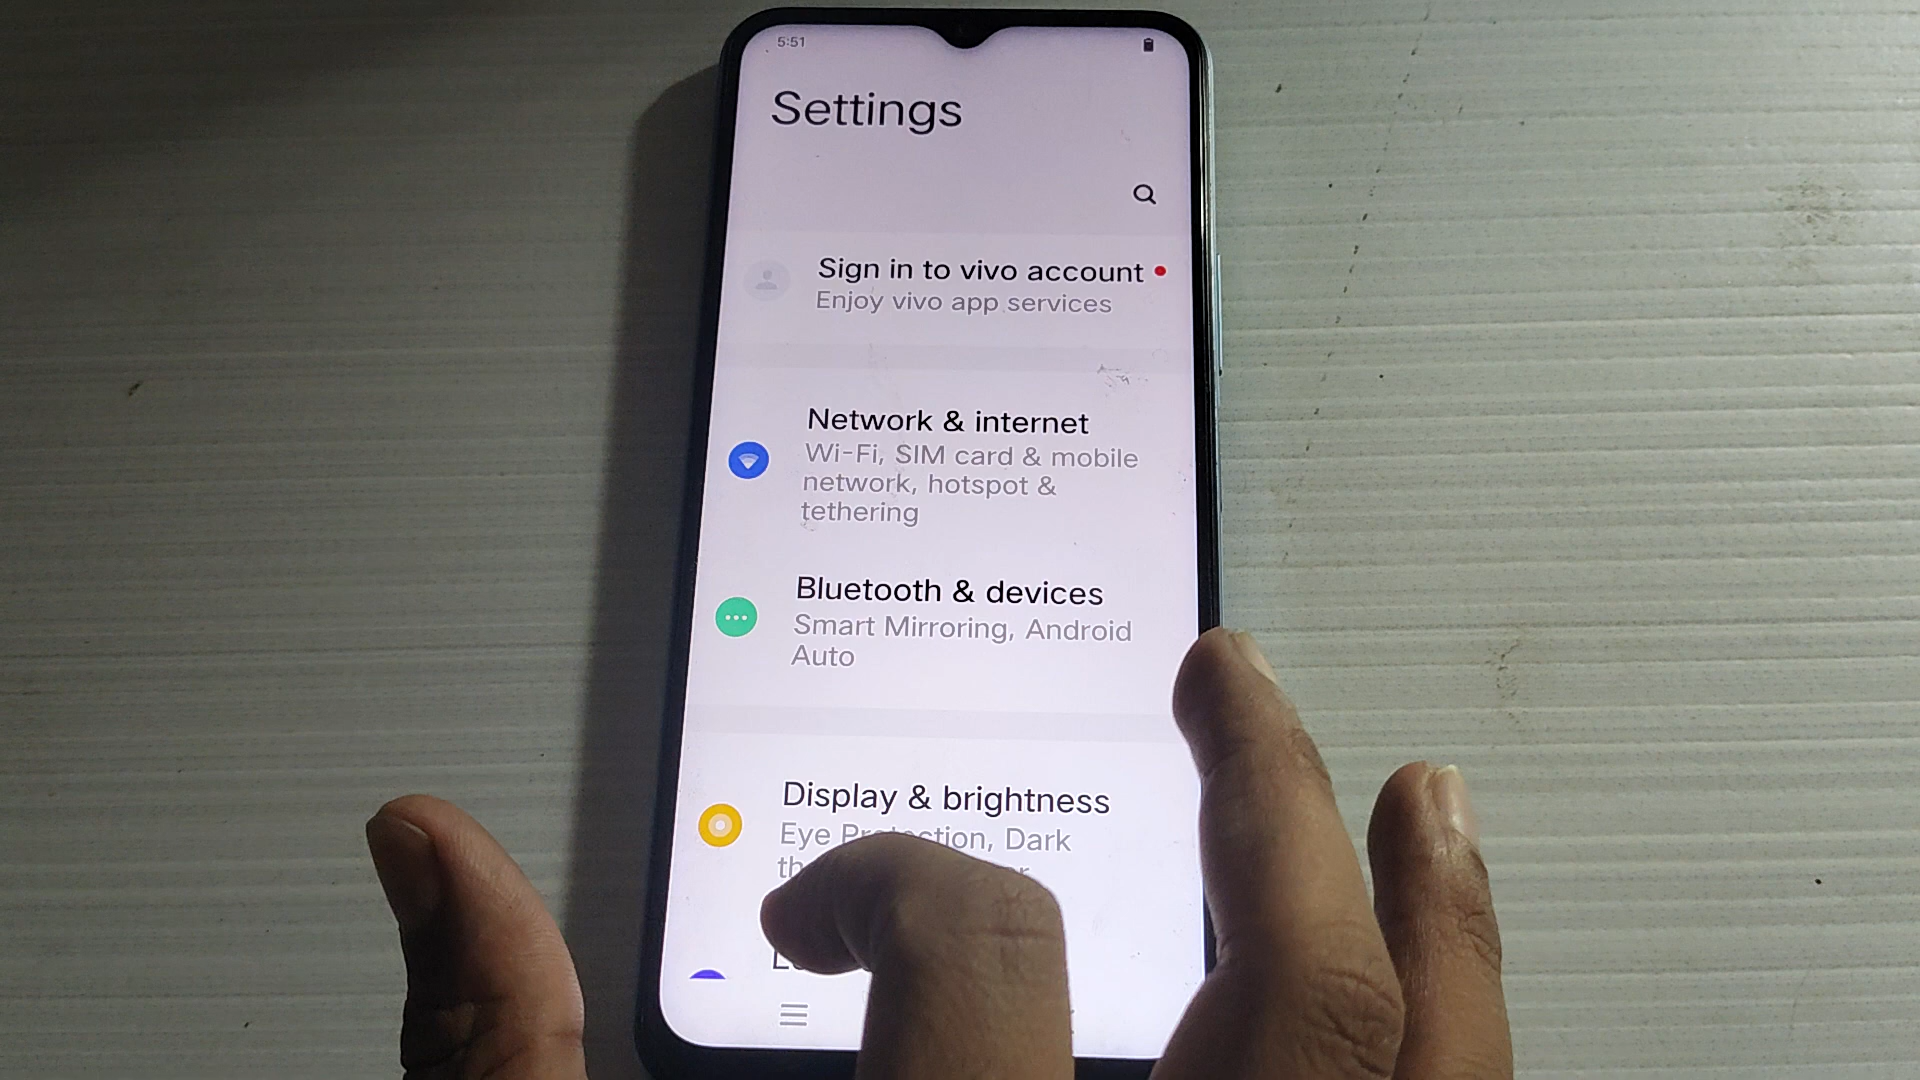 5:51
Settings
Sign in to vivo account
Enjoy vivo app services
Network & internet
Wi-Fi, SIM card & mobile
network, hotspot &
tethering
Bluetooth & devices
Smart Mirroring, Android
Auto
Display & brightness
Eye Protection, Dark